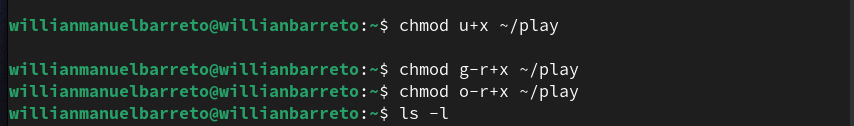 willianmanuelbarreto@willianbarreto:~$ chmod u+x ~/play
willianmanuelbarreto@willianbarreto:~$ chmod g-r+x ~/play
willianmanuelbarreto@willianbarreto:~$ chmod o-r+x ~/play
willianmanuelbarreto@willianbarreto:~$ ls -l